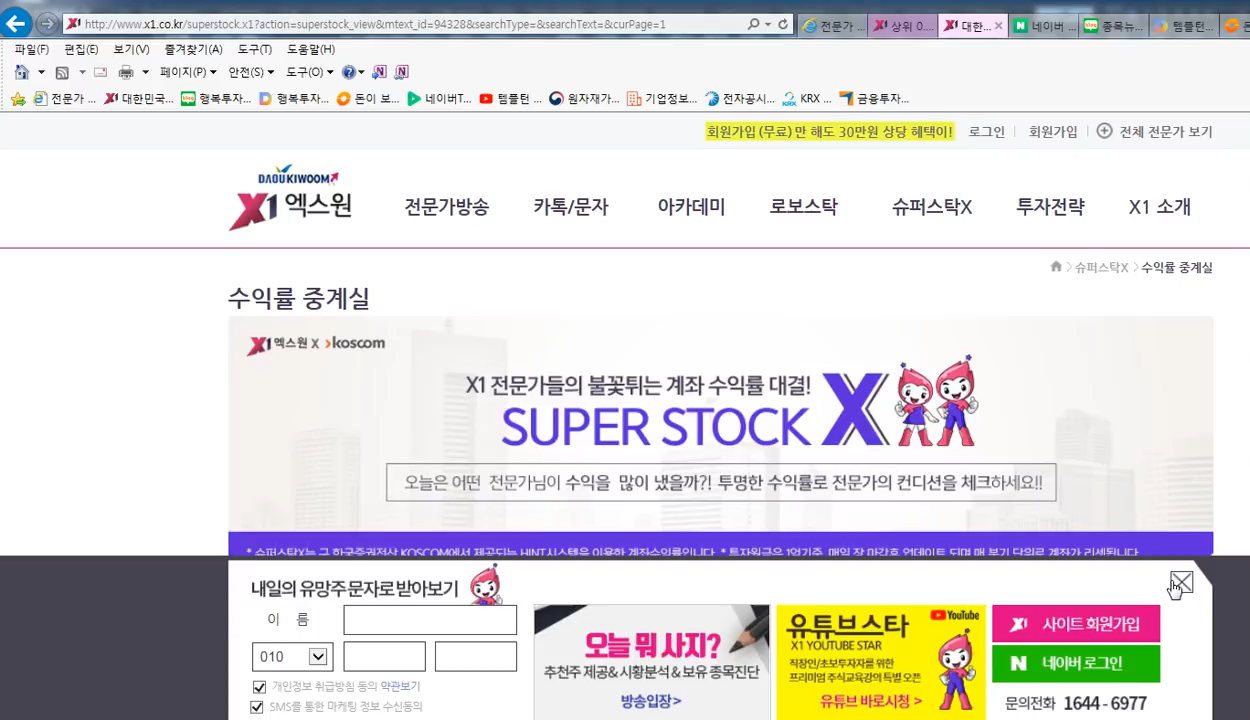 http://www.x1.co.kr/superstock.x1?action=superstock_view&mtext_id=94328&searchType=&searchText=&curPage=1
전문가 ...
상위 0....
대한...
네이버 ...
종목뉴...
템플턴...
파일(F) 편집(E) 보기(V) 즐겨찾기(A) 도구(T) 도움말(H)
페이지(P) 안전(S) 도구(O)
전문가 ... 대한민국... 행복투자... 행복투자... 돈이 보... 네이버T... 템플턴 ... 원자재가... 기업정보... 전자공시... KRX ... 금융투자...
회원가입(무료)만 해도 30만원 상당 혜택이! 로그인 회원가입 전체 전문가 보기
DAOU KIWOOM
X1 엑스원
전문가방송 카톡/문자 아카데미 로보스탁 슈퍼스탁X 투자전략 X1 소개
슈퍼스탁X > 수익률 중계실
수익률 중계실
X1엑스원 X koscom
X1 전문가들의 불꽃튀는 계좌 수익률 대결!
SUPER STOCK X
오늘은 어떤 전문가님이 수익을 많이 냈을까?! 투명한 수익률로 전문가의 컨디션을 체크하세요!!
* 슈퍼스탁X는 구 한국증권전산 KOSCOM에서 제공되는 HINT시스템을 이용한 계좌수익률입니다. * 투자원금은 1억기준, 매일 장 마감후 업데이트 되며 매 분기 단위로 계좌가 리셋됩니다.
내일의 유망주 문자로 받아보기
이 름
010
개인정보 취급방침 동의 약관보기
SMS를 통한 마케팅 정보 수신동의
오늘 뭐 사지?
추천주 제공& 시황분석 & 보유 종목진단
방송입장 >
YouTube
유튜브스타
X1 YOUTUBE STAR
직장인/초보투자자를 위한
프리미엄 주식교육강의 특별 오픈
유튜브 바로시청 >
X1 사이트 회원가입
N 네이버 로그인
문의전화 1644 - 6977